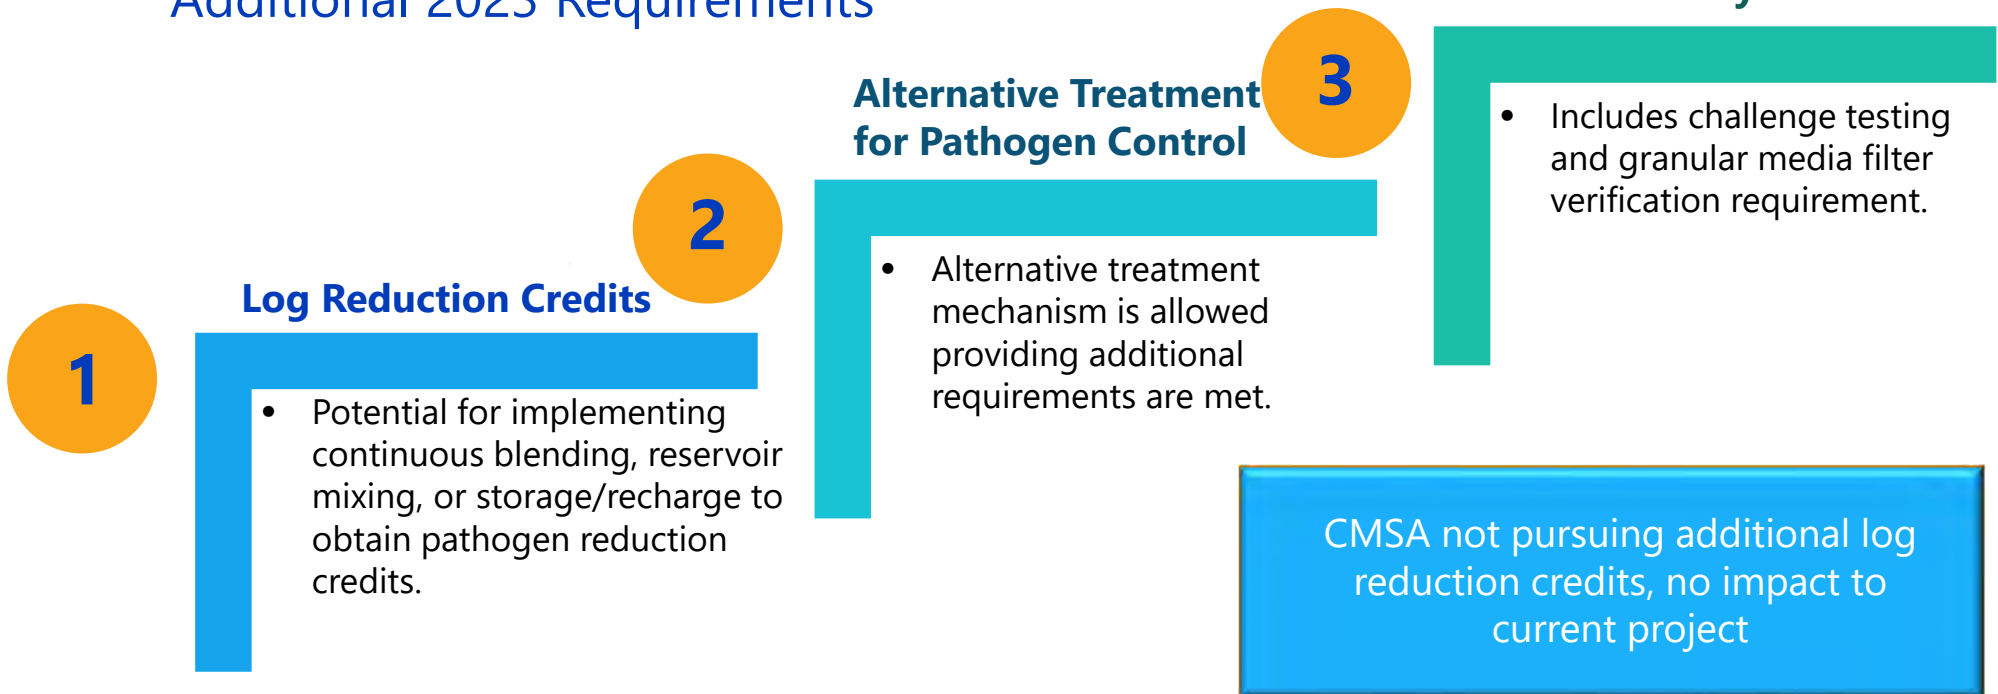 Additional 2023 Requirements
1
Log Reduction Credits
• Potential for implementing
continuous blending, reservoir
mixing, or storage/recharge to
obtain pathogen reduction
credits.
2
Alternative Treatment
for Pathogen Control
• Alternative treatment
mechanism is allowed
providing additional
requirements are met.
3
• Includes challenge testing
and granular media filter
verification requirement.
CMSA not pursuing additional log
reduction credits, no impact to
current project